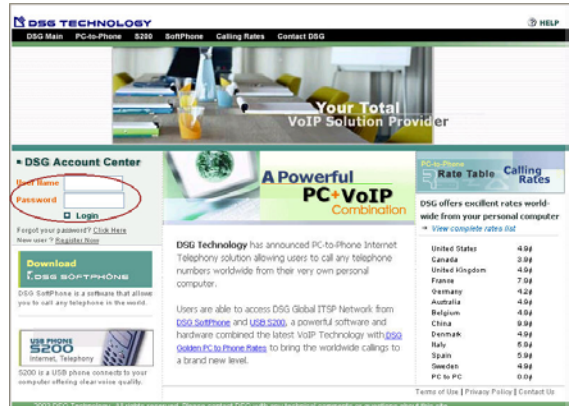 DSG TECHNOLOGY
HELP
DSG Main PC-to-Phone S200 SoftPhone Calling Rates Contact DSG
Your Total
VoIP Solution Provider
DSG Account Center
User Name
Password
Login
Forgot your password? Click Here
New user ? Register Now
Download
DSG SOFTPHONE
DSG SoftPhone is a software that allows
you to call any telephone in the world.
USB PHONE
S200
Internet, Telephony
S200 is a USB phone connects to your
computer offering clear voice quality.
A Powerful
PC+VoIP
Combination
DSG Technology has announced PC-to-Phone Internet
Telephony solution allowing users to call any telephone
numbers worldwide from their very own personal
computer.
Users are able to access DSG Global ITSP Network from
DSG SoftPhone and USB S200, a powerful software and
hardware combined the latest VoIP Technology with DSG
Golden PC to Phone Rates to bring the worldwide callings to
a brand new level.
PC-to-Phone
Rate Table Calling
Rates
DSG offers excillent rates world-
wide from your personal computer
View complete rates list
United States 4.9¢
Canada 3.9¢
United Kingdom 4.9¢
France 7.9¢
Germany 4.2¢
Australia 4.9¢
Belgium 4.9¢
China 9.9¢
Denmark 4.9¢
Italy 5.9¢
Spain 5.9¢
Sweden 4.9¢
PC to PC 0.0¢
Terms of Use | Privacy Policy | Contact Us